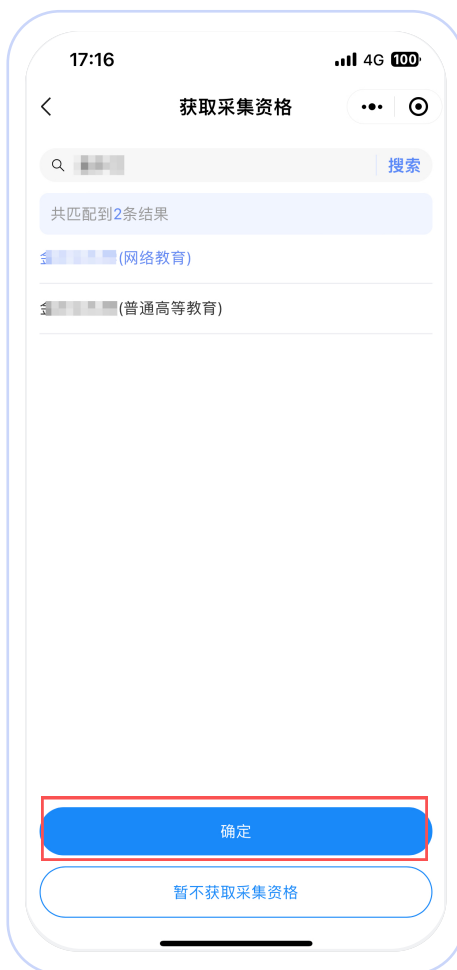 17:16 4G 100
获取采集资格
搜索
共匹配到2条结果
(网络教育)
(普通高等教育)
确定
暂不获取采集资格